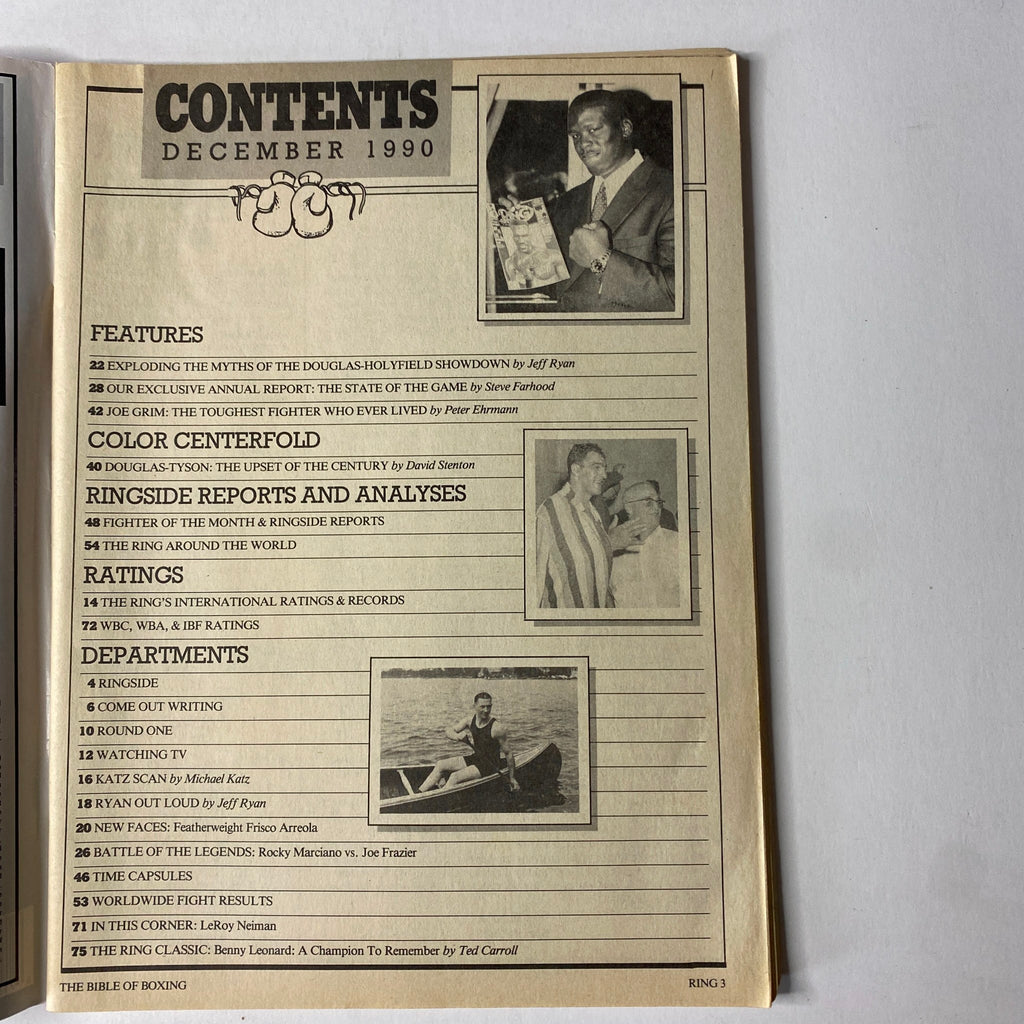 CONTENTS
DECEMBER 1990
FEATURES
22 EXPLODING THE MYTHS OF THE DOUGLAS-HOLYFIELD SHOWDOWN by Jeff Ryan
28 OUR EXCLUSIVE ANNUAL REPORT: THE STATE OF THE GAME by Steve Farhood
42 JOE GRIM: THE TOUGHEST FIGHTER WHO EVER LIVED by Peter Ehrmann
COLOR CENTERFOLD
40 DOUGLAS-TYSON: THE UPSET OF THE CENTURY by David Stenton
RINGSIDE REPORTS AND ANALYSES
48 FIGHTER OF THE MONTH & RINGSIDE REPORTS
54 THE RING AROUND THE WORLD
RATINGS
14 THE RING'S INTERNATIONAL RATINGS & RECORDS
72 WBC, WBA, & IBF RATINGS
DEPARTMENTS
4 RINGSIDE
6 COME OUT WRITING
10 ROUND ONE
12 WATCHING TV
16 KATZ SCAN by Michael Katz
18 RYAN OUT LOUD by Jeff Ryan
20 NEW FACES: Featherweight Frisco Arreola
26 BATTLE OF THE LEGENDS: Rocky Marciano vs. Joe Frazier
46 TIME CAPSULES
53 WORLDWIDE FIGHT RESULTS
71 IN THIS CORNER: LeRoy Neiman
75 THE RING CLASSIC: Benny Leonard: A Champion To Remember by Ted Carroll
THE BIBLE OF BOXING
RING 3